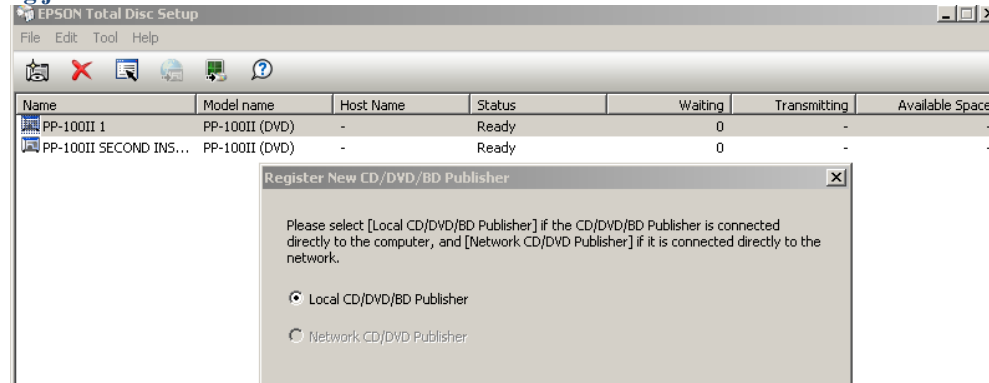 EPSON Total Disc Setup
File Edit Tool Help
Name Model name Host Name Status Waiting Transmitting Available Space
PP-100II 1 PP-100II (DVD) - Ready 0 - -
PP-100II SECOND INS... PP-100II (DVD) - Ready 0 - -
Register New CD/DVD/BD Publisher
Please select [Local CD/DVD/BD Publisher] if the CD/DVD/BD Publisher is connected
directly to the computer, and [Network CD/DVD Publisher] if it is connected directly to the
network.
Local CD/DVD/BD Publisher
Network CD/DVD Publisher